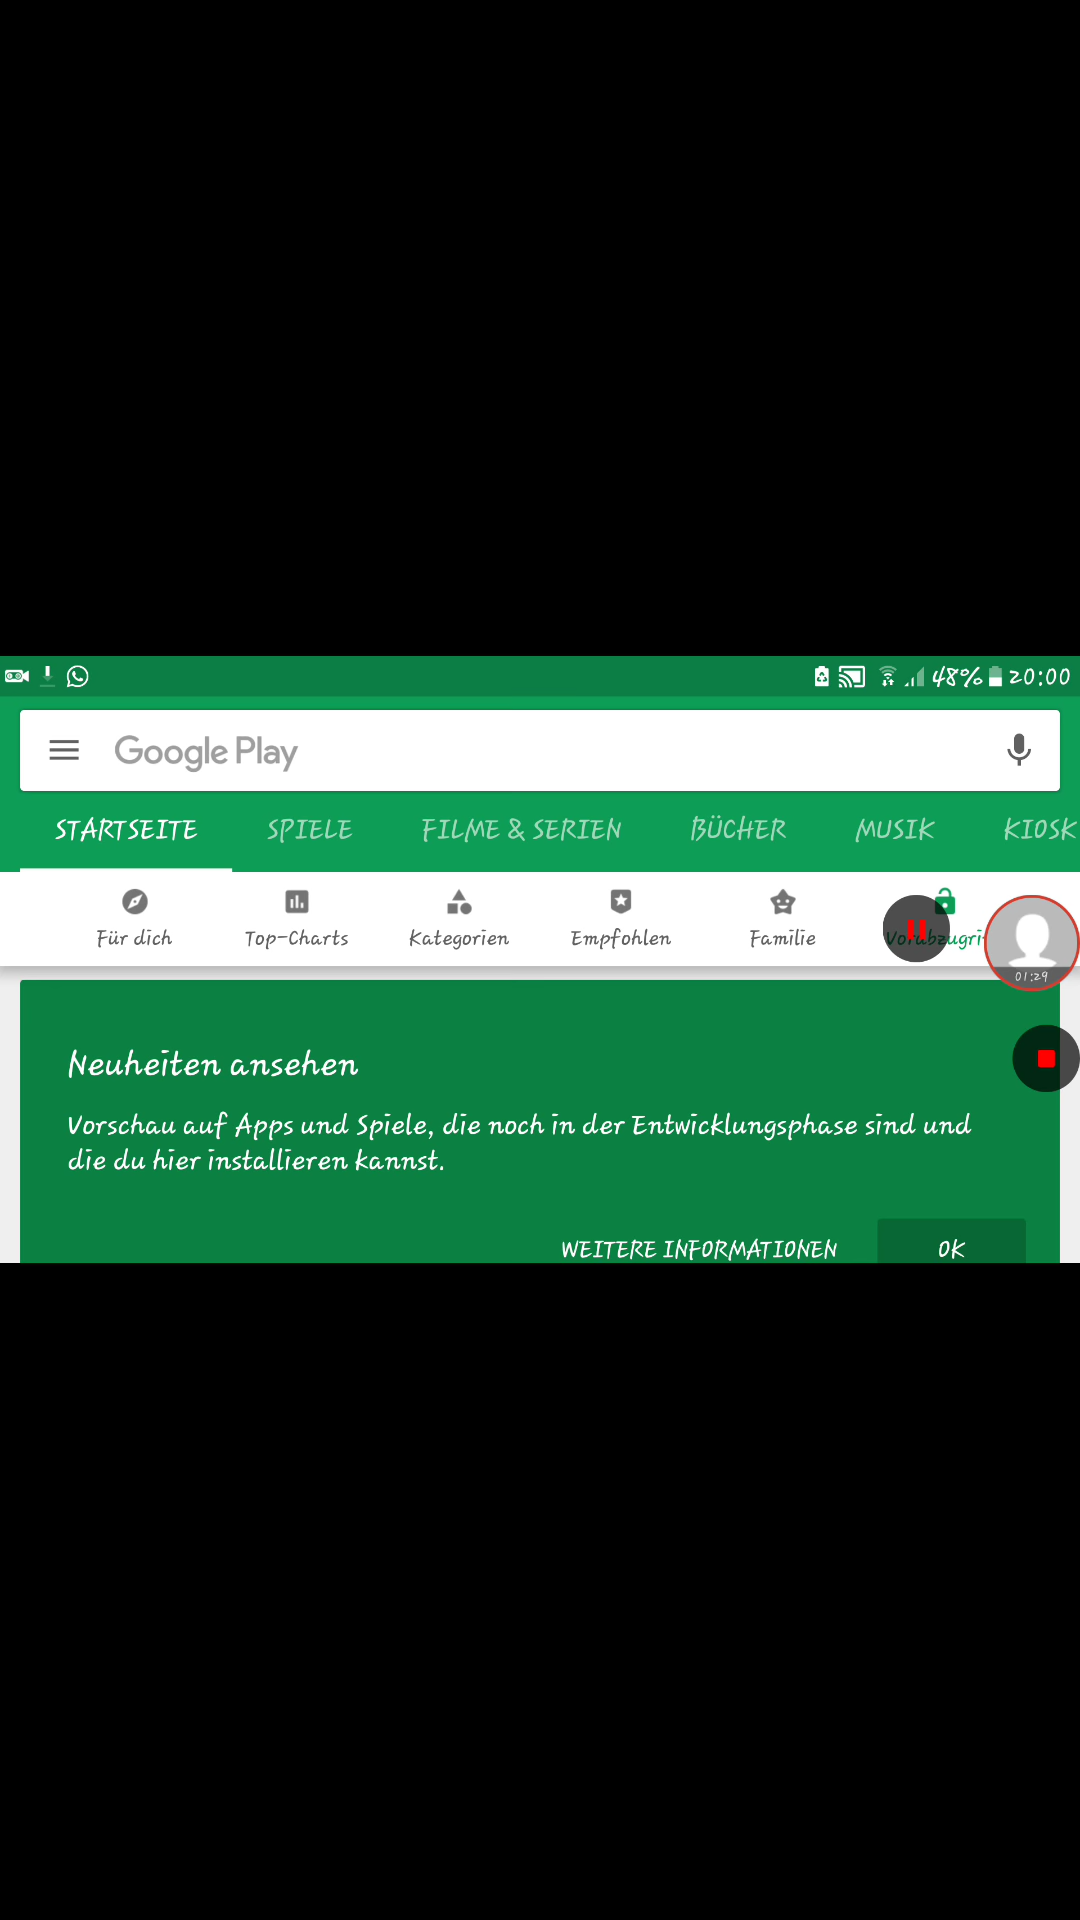 48% 20:00
Google Play
STARTSEITE SPIELE FILME & SERIEN BÜCHER MUSIK KIOSK
Für dich Top-Charts Kategorien Empfohlen Familie
01:29
Neuheiten ansehen
Vorschau auf Apps und Spiele, die noch in der Entwicklungsphase sind und
die du hier installieren kannst.
WEITERE INFORMATIONEN OK